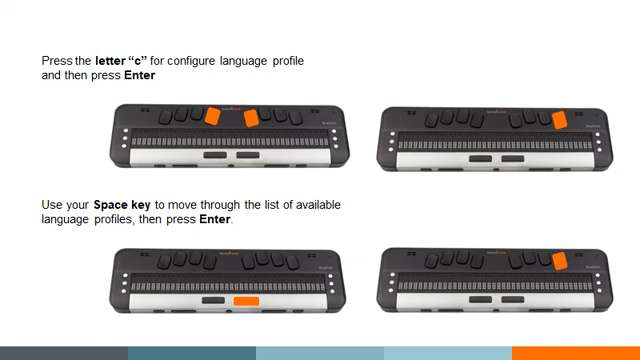 Press the letter “c” for configure language profile
and then press Enter
Use your Space key to move through the list of available
language profiles, then press Enter.